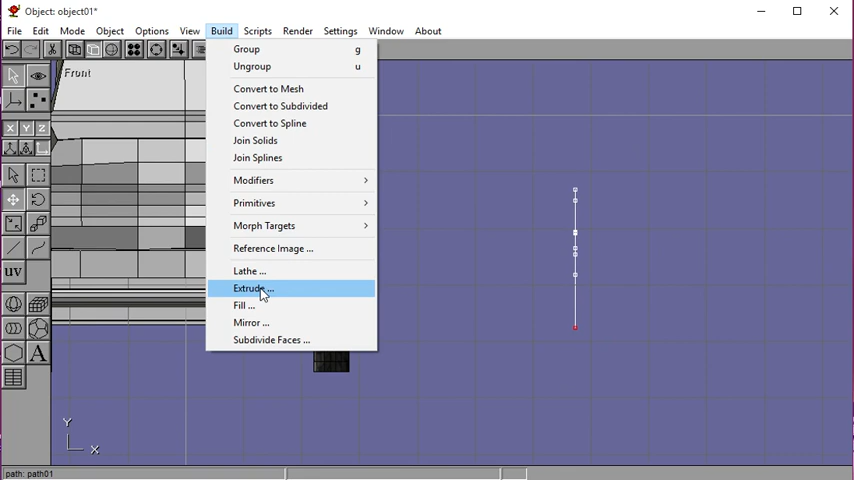 Object: object01*
File Edit Mode Object Options View Build Scripts Render Settings Window About
Front
Group g
Ungroup u
Convert to Mesh
Convert to Subdivided
Convert to Spline
Join Solids
Join Splines
Modifiers
Primitives
Morph Targets
Reference Image ...
Lathe ...
Extrude ...
Fill ...
Mirror ...
Subdivide Faces ...
X Y Z
uv
A
Y
X
path: path01